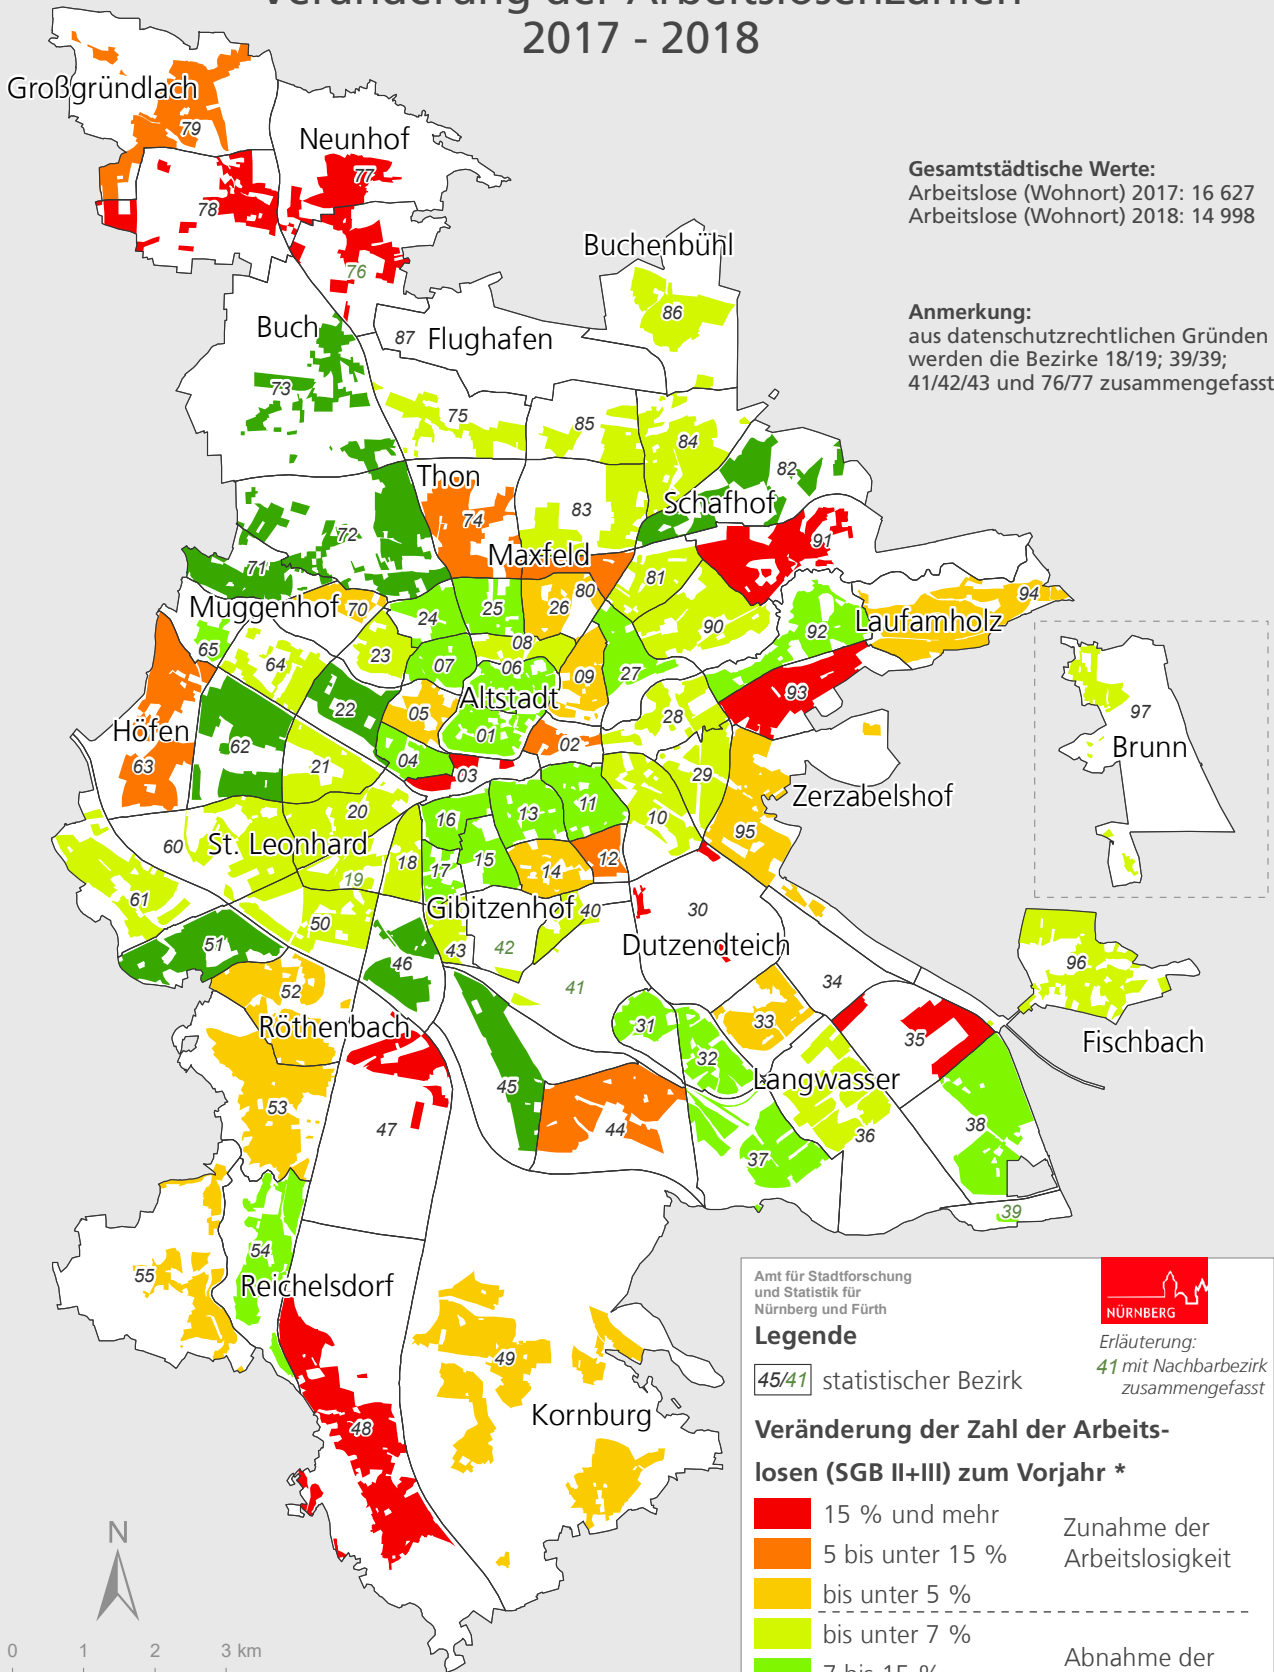 Veränderung der Arbeitslosenzahlen
2017 - 2018
Großgründlach
79
Neunhof
77
78
76
Gesamtstädtische Werte:
Arbeitslose (Wohnort) 2017: 16 627
Arbeitslose (Wohnort) 2018: 14 998
Buchenbühl
86
Anmerkung:
aus datenschutzrechtlichen Gründen
werden die Bezirke 18/19; 39/39;
41/42/43 und 76/77 zusammengefasst
Buch
87 Flughafen
73
75
85
84
82
Thon
Schafhof
74
83
72
91
Maxfeld
71
81
80
94
Muggenhof
70
24
25
26
90
92
Laufamholz
65
64
23
07
08
06
09
27
93
97
Brunn
Altstadt
22
05
01
28
02
Höfen
62
63
21
04
03
29
Zerzabelshof
20
16
13
11
10
95
60
St. Leonhard
18
17
15
14
12
19
61
50
Gibitzenhof
40
30
51
46
43
42
Dutzendteich
96
52
41
34
Röthenbach
31
33
35
Fischbach
32
Langwasser
53
47
45
44
36
38
37
39
54
55
Reichelsdorf
49
48
Kornburg
Amt für Stadtforschung
und Statistik für
Nürnberg und Fürth
NÜRNBERG
Legende
Erläuterung:
41 mit Nachbarbezirk
zusammengefasst
45/41 statistischer Bezirk
Veränderung der Zahl der Arbeits-
losen (SGB II+III) zum Vorjahr *
15 % und mehr
5 bis unter 15 %
bis unter 5 %
Zunahme der
Arbeitslosigkeit
bis unter 7 %
7 bis 15 %
Abnahme der
N
0 1 2 3 km